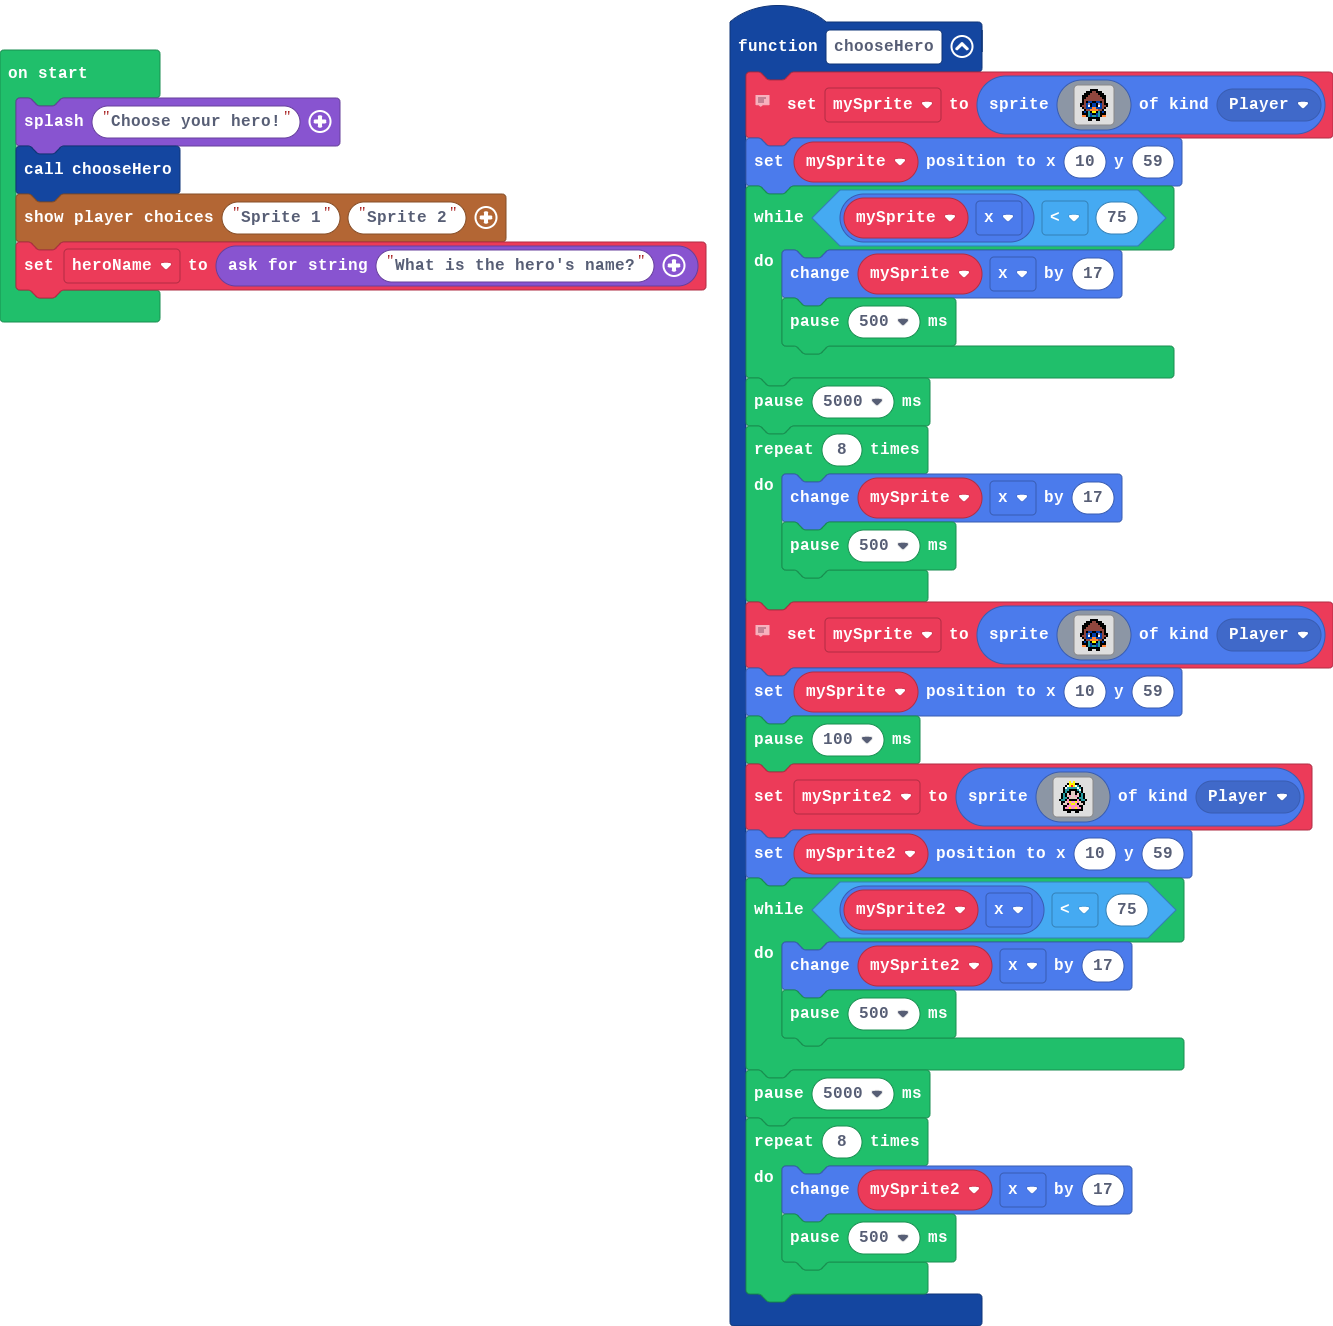 on start
splash "Choose your hero!"
call chooseHero
show player choices "Sprite 1" "Sprite 2"
set heroName to ask for string "What is the hero's name?"
function chooseHero
set mySprite to sprite of kind Player
set mySprite position to x 10 y 59
while mySprite x < 75
do
change mySprite x by 17
pause 500 ms
pause 5000 ms
repeat 8 times
do
change mySprite x by 17
pause 500 ms
set mySprite to sprite of kind Player
set mySprite position to x 10 y 59
pause 100 ms
set mySprite2 to sprite of kind Player
set mySprite2 position to x 10 y 59
while mySprite2 x < 75
do
change mySprite2 x by 17
pause 500 ms
pause 5000 ms
repeat 8 times
do
change mySprite2 x by 17
pause 500 ms